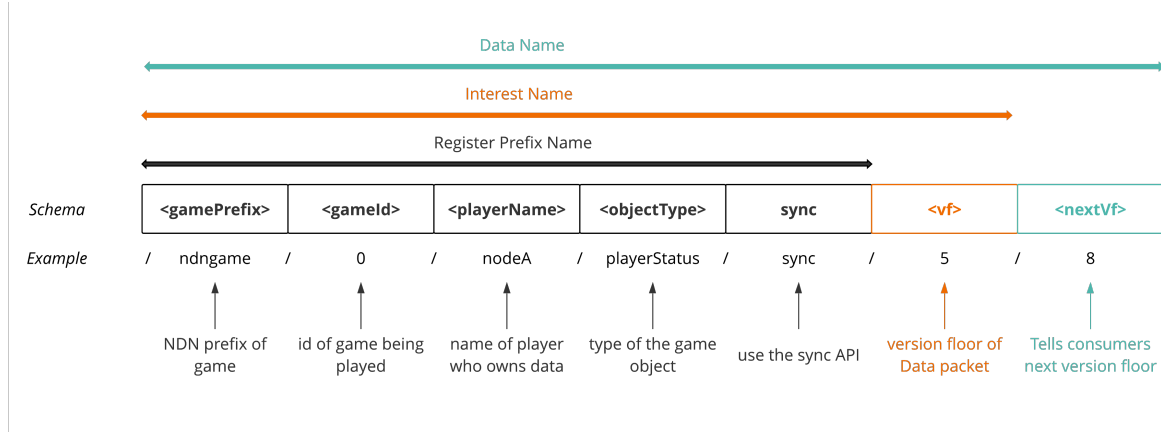 Data Name
Interest Name
Register Prefix Name
Schema <gamePrefix> <gameId> <playerName> <objectType> sync <vf> <nextVf>
Example / ndngame / 0 / nodeA / playerStatus / sync / 5 / 8
NDN prefix of
game
id of game being
played
name of player
who owns data
type of the game
object
use the sync API
version floor of
Data packet
Tells consumers
next version floor